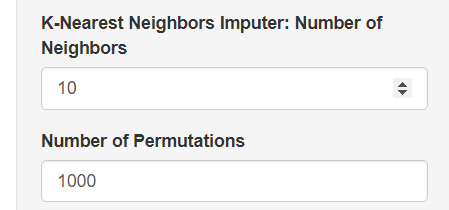 K-Nearest Neighbors Imputer: Number of
Neighbors
10
Number of Permutations
1000